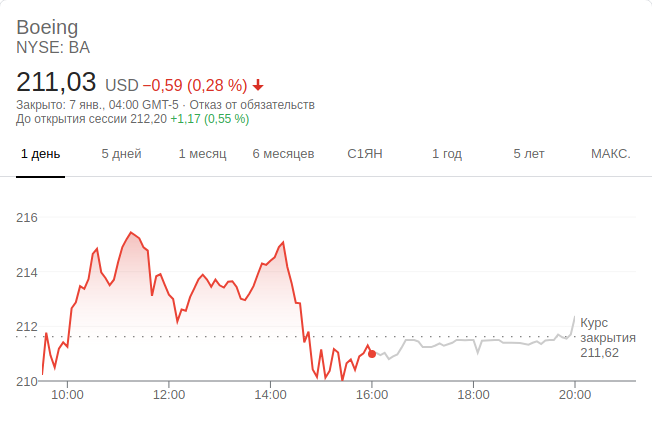 Boeing
NYSE: BA
211,03 USD −0,59 (0,28 %)
Закрыто: 7 янв., 04:00 GMT-5 · Отказ от обязательств
До открытия сессии 212,20 +1,17 (0,55 %)
1 день 5 дней 1 месяц 6 месяцев С1ЯН 1 год 5 лет МАКС.
216
214
212
Курс
закрытия
211,62
210
10:00 12:00 14:00 16:00 18:00 20:00